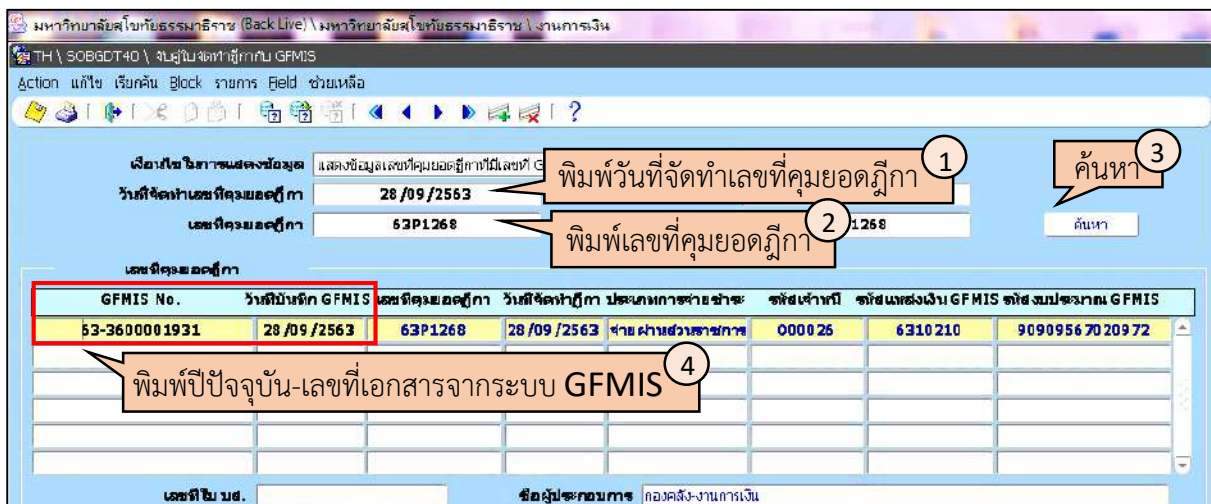 มหาวิทยาลัยสุโขทัยธรรมาธิราช (Back Live) \ มหาวิทยาลัยสุโขทัยธรรมาธิราช \ งานการเงิน
TH \ SOBGDT40 \ จับคู่ใบจัดทำฎีกากับ GFMIS
Action แก้ไข เรียกค้น Block รายการ Field ช่วยเหลือ
เงื่อนไขในการแสดงข้อมูล แสดงข้อมูลเลขที่คุมยอดฎีกาที่มีเลขที่ G
วันที่จัดทำเลขที่คุมยอดฎีกา 28/09/2563 พิมพ์วันที่จัดทำเลขที่คุมยอดฎีกา 1 ค้นหา 3
เลขที่คุมยอดฎีกา 63P1268 พิมพ์เลขที่คุมยอดฎีกา 2 1268 ค้นหา
เลขที่คุมยอดฎีกา
GFMIS No. วันที่บันทึก GFMIS เลขที่คุมยอดฎีกา วันที่จัดทำฎีกา ประเภทการจ่ายชำระ รหัสเจ้าหนี้ รหัสแหล่งเงิน GFMIS รหัสงบประมาณ GFMIS
63-3600001931 28/09/2563 63P1268 28/09/2563 จ่ายผ่านส่วนราชการ 000026 6310210 90909567020972
พิมพ์ปีปัจจุบัน-เลขที่เอกสารจากระบบ GFMIS 4
เลขที่ใบ บส. ชื่อผู้ประกอบการ กองคลัง-งานการเงิน